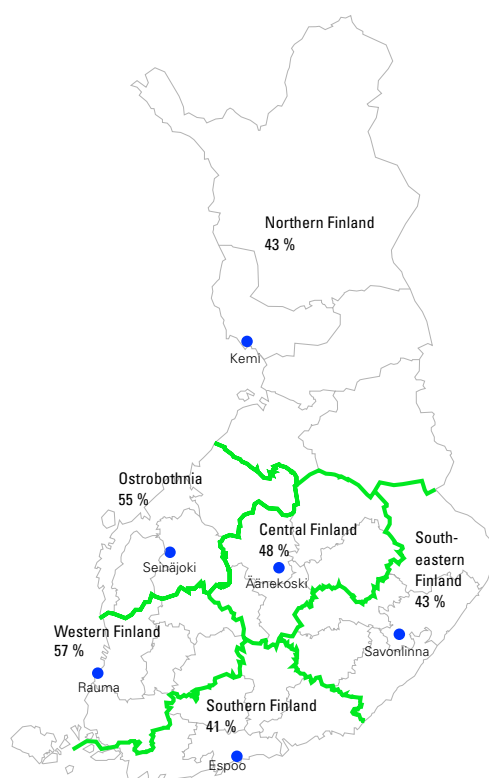 Northern Finland
43 %
Kemi
Ostrobothnia
55 %
Seinäjoki
Central Finland
48 %
Äänekoski
South-
eastern
Finland
43 %
Savonlinna
Western Finland
57 %
Rauma
Southern Finland
41 %
Espoo